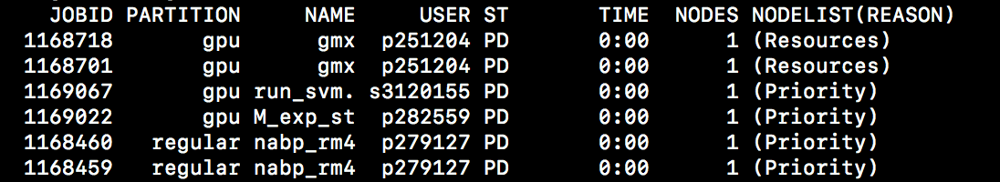 JOBID PARTITION NAME USER ST TIME NODES NODELIST(REASON)
1168718 gpu gmx p251204 PD 0:00 1 (Resources)
1168701 gpu gmx p251204 PD 0:00 1 (Resources)
1169067 gpu run_svm. s3120155 PD 0:00 1 (Priority)
1169022 gpu M_exp_st p282559 PD 0:00 1 (Priority)
1168460 regular nabp_rm4 p279127 PD 0:00 1 (Priority)
1168459 regular nabp_rm4 p279127 PD 0:00 1 (Priority)